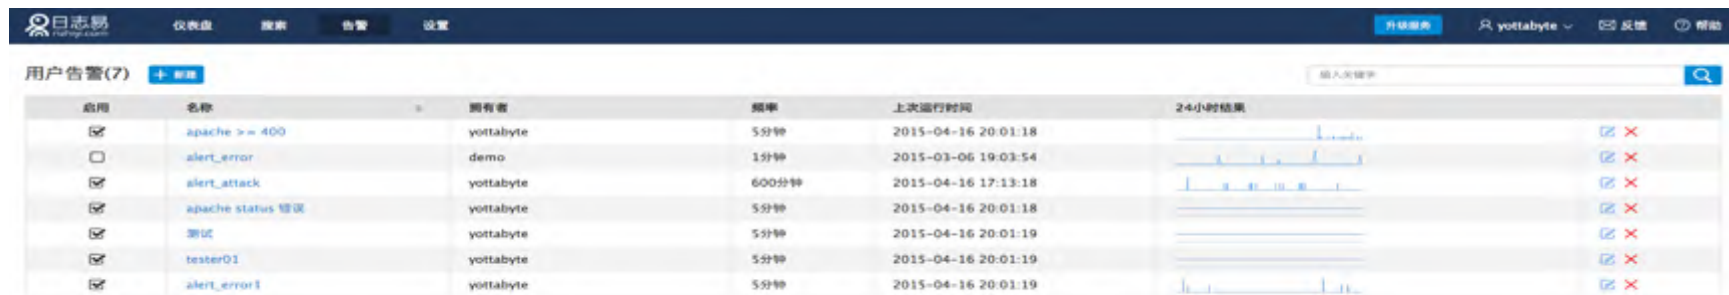 日志易 仪表盘 搜索 告警 设置 升级服务 yottabyte 反馈 帮助
rizhiyi.com
用户告警(7) 新建 输入关键字
启用 名称 拥有者 频率 上次运行时间 24小时结果
apache >= 400 yottabyte 5分钟 2015-04-16 20:01:18
alert_error demo 1分钟 2015-03-06 19:03:54
alert_attack yottabyte 600分钟 2015-04-16 17:13:18
apache status 错误 yottabyte 5分钟 2015-04-16 20:01:18
测试 yottabyte 5分钟 2015-04-16 20:01:19
tester01 yottabyte 5分钟 2015-04-16 20:01:19
alert_error1 yottabyte 5分钟 2015-04-16 20:01:19